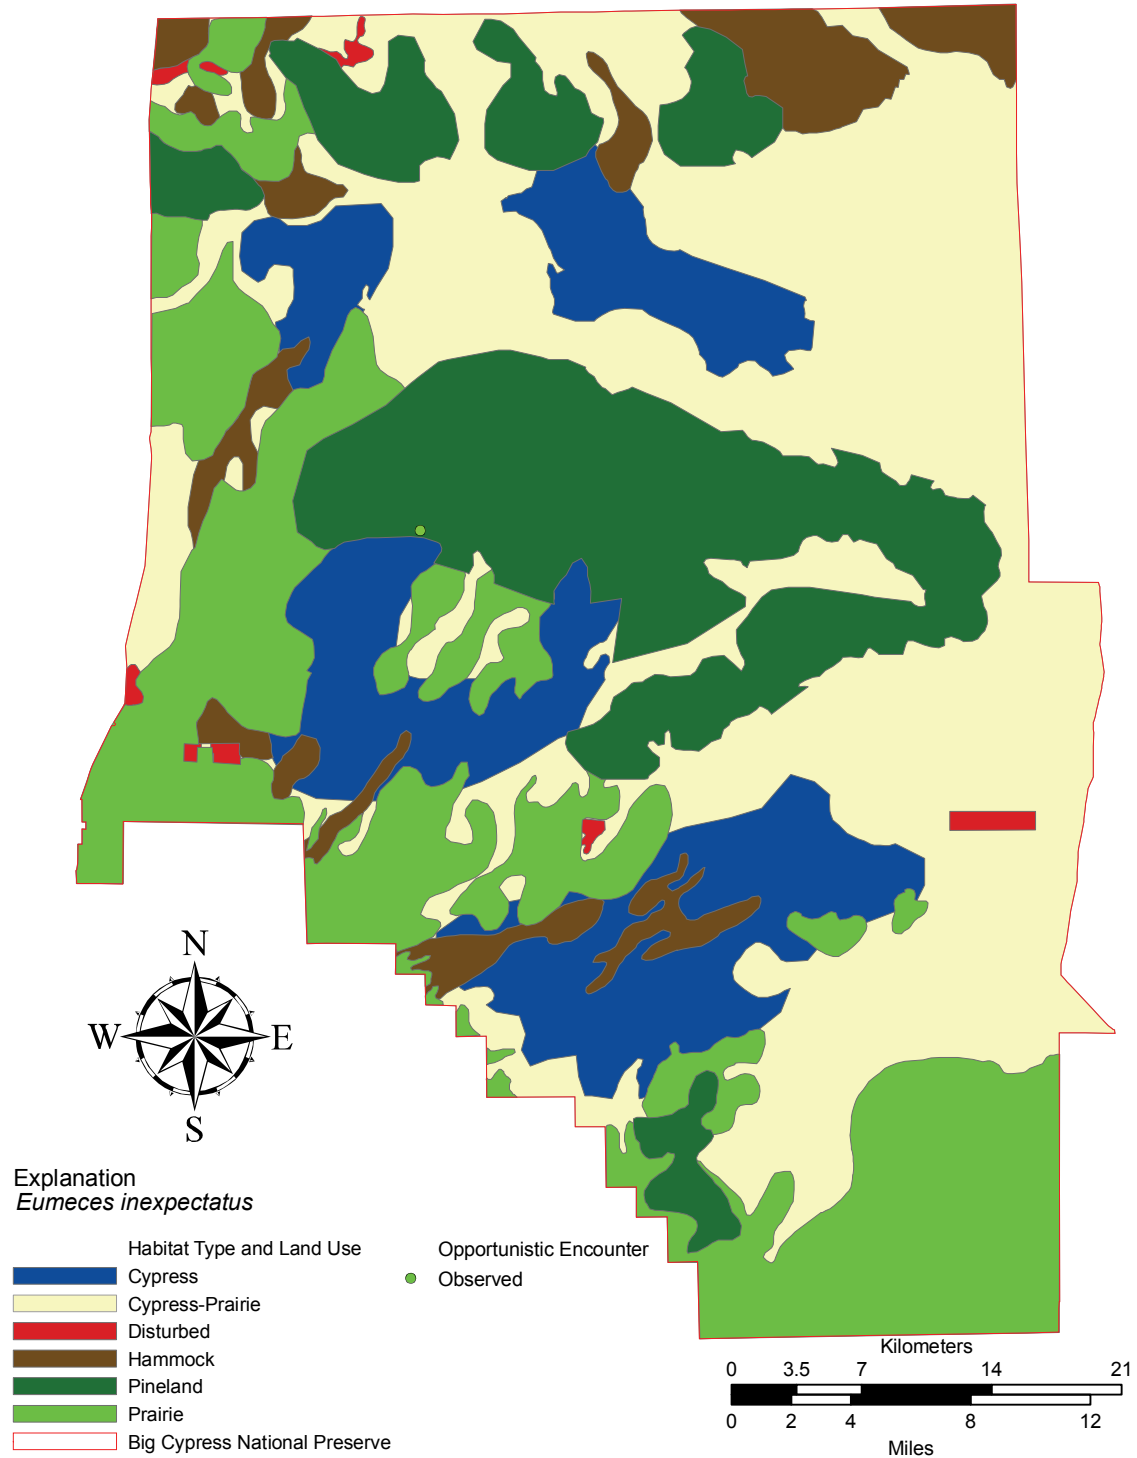 N
W E
S
Explanation
Eumeces inexpectatus
Habitat Type and Land Use
Cypress
Cypress-Prairie
Disturbed
Hammock
Pineland
Prairie
Big Cypress National Preserve
Opportunistic Encounter
Observed
Kilometers
0 3.5 7 14 21
0 2 4 8 12
Miles